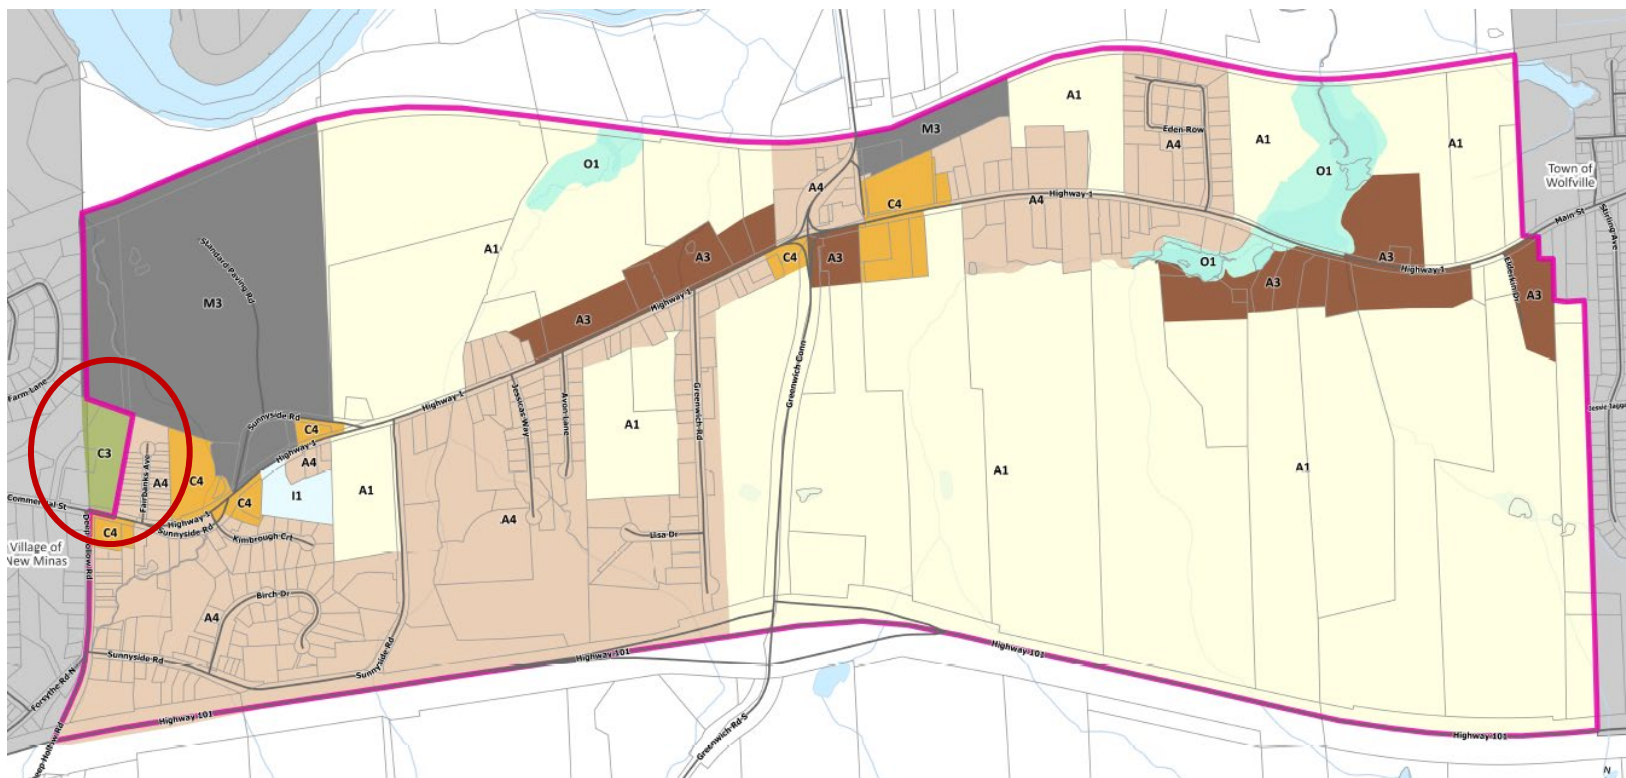 A1
M3
Eden Row
A4
A1
O1
A1
Town of
Wolfville
O1
A4
C4
Highway 1
A4
Main St
Stirling Ave
Standard Paving Rd
A1
A3
C4
A3
O1
A3
Highway 1
Elderkin Dr
A3
M3
Highway 1
A3
A3
Greenwich Conn
Farm Lane
Highway 1
Jessicas Way
Avon Lane
Greenwich Rd
Sunnyside Rd
C4
Highway 1
A1
C3
A4
A4
Fairbanks Ave
C4
I1
A1
A1
A1
C4
Commercial St
Highway 1
Sunnyside Rd
C4
Kimbrough Crt
A4
Lisa Dr
Village of
New Minas
Birch Dr
A4
Sunnyside Rd
Sunnyside Rd
Highway 101
Highway 101
Forsythe Rd N
Highway 101
Highway 101
Greenwich Rd S
N